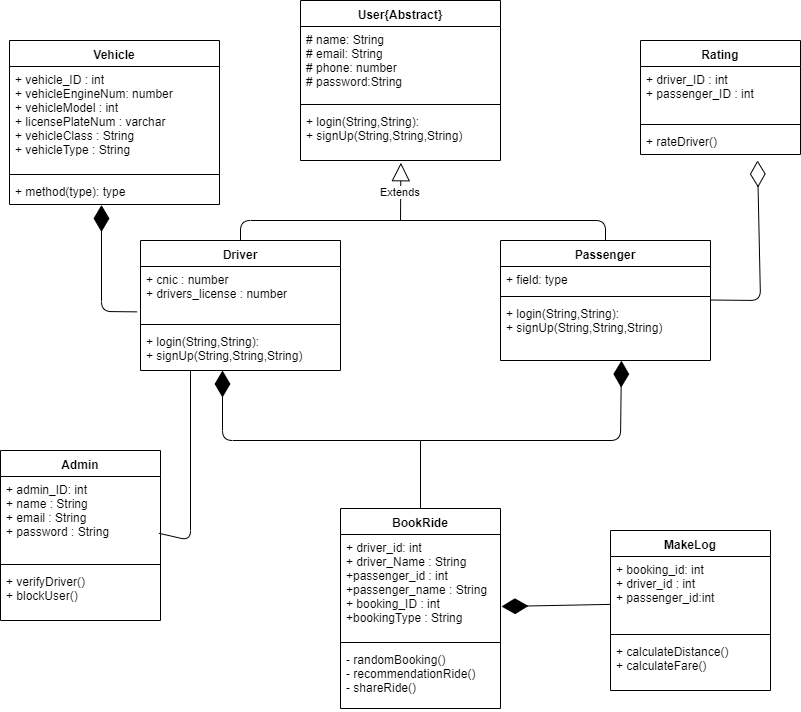 User{Abstract}
# name: String
# email: String
# phone: number
# password:String
+ login(String,String):
+ signUp(String,String,String)
Vehicle
+ vehicle_ID : int
+ vehicleEngineNum: number
+ vehicleModel : int
+ licensePlateNum : varchar
+ vehicleClass : String
+ vehicleType : String
+ method(type): type
Rating
+ driver_ID : int
+ passenger_ID : int
+ rateDriver()
Extends
Driver
+ cnic : number
+ drivers_license : number
+ login(String,String):
+ signUp(String,String,String)
Passenger
+ field: type
+ login(String,String):
+ signUp(String,String,String)
Admin
+ admin_ID: int
+ name : String
+ email : String
+ password : String
+ verifyDriver()
+ blockUser()
BookRide
+ driver_id: int
+ driver_Name : String
+passenger_id : int
+passenger_name : String
+ booking_ID : int
+bookingType : String
- randomBooking()
- recommendationRide()
- shareRide()
MakeLog
+ booking_id: int
+ driver_id : int
+ passenger_id:int
+ calculateDistance()
+ calculateFare()